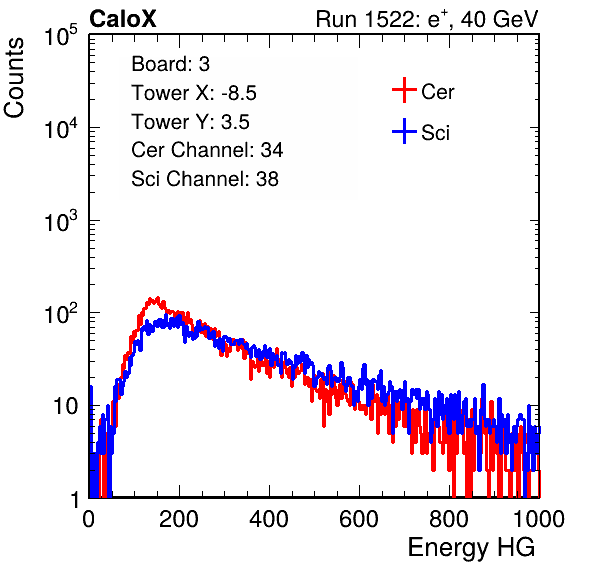 CaloX Run 1522: e⁺, 40 GeV
Counts
Board: 3
Tower X: -8.5
Tower Y: 3.5
Cer Channel: 34
Sci Channel: 38
Cer
Sci
10⁵
10⁴
10³
10²
10
1
0 200 400 600 800 1000
Energy HG